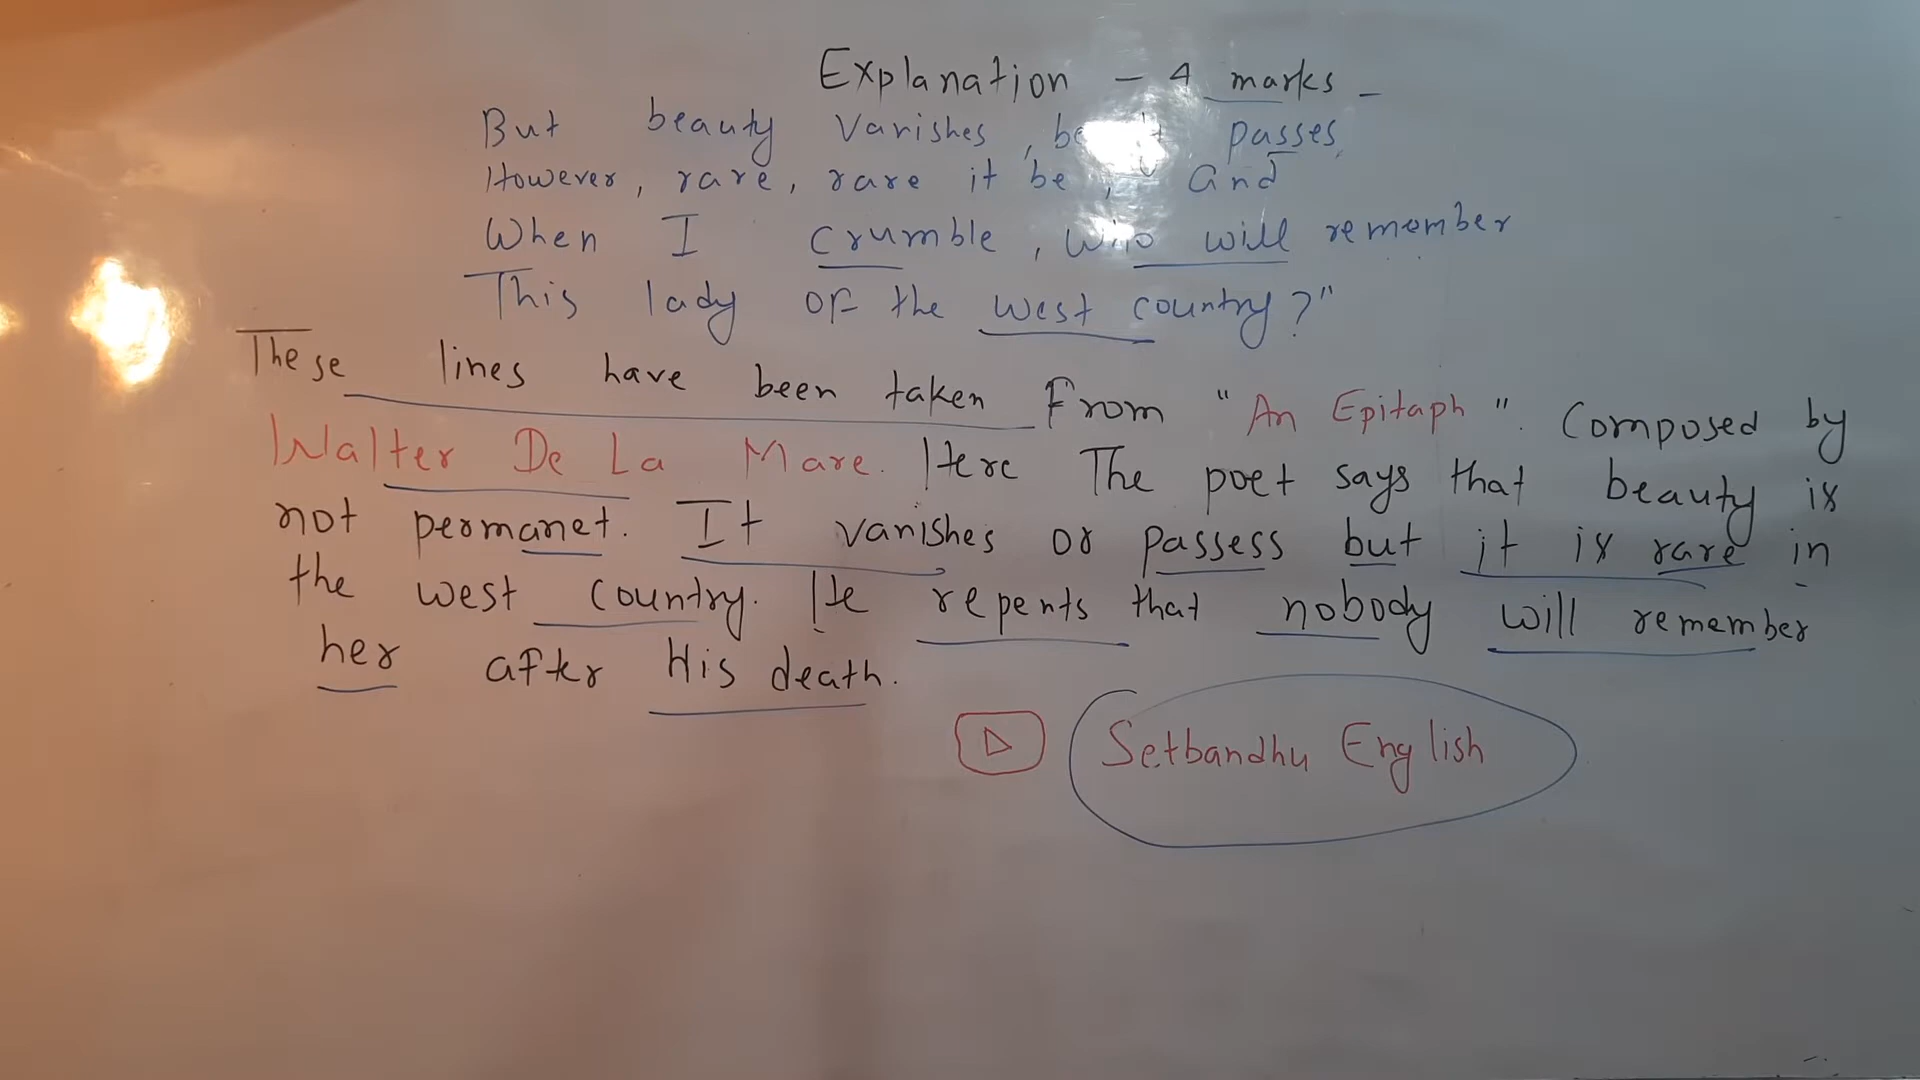 Explanation - 4 marks -
But beauty vanishes, passes,
However, rare, rare it be, and
When I crumble, who will remember
This lady of the west country?"
These lines have been taken From "An Epitaph". Composed by
Walter De La Mare. Here The poet says that beauty is
not permanet. It vanishes or passess but it is rare in
the west country. He repents that nobody will remember
her after His death.
Setbandhu English